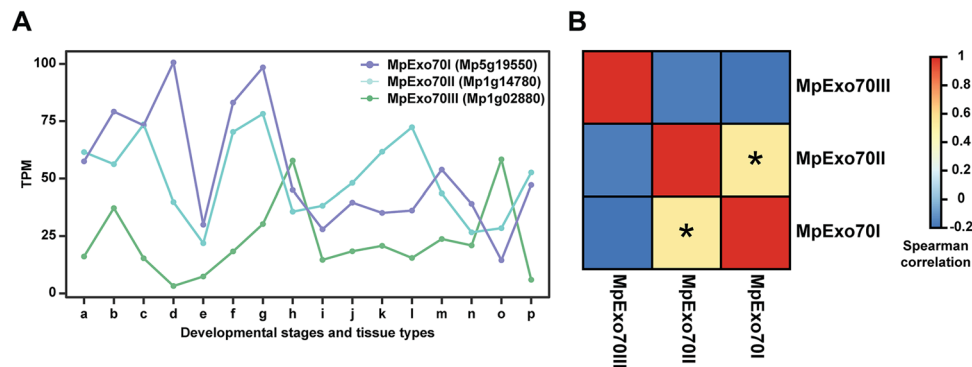 A
100
75
50
25
0
TPM
MpExo70I (Mp5g19550)
MpExo70II (Mp1g14780)
MpExo70III (Mp1g02880)
a b c d e f g h i j k l m n o p
Developmental stages and tissue types
B
MpExo70III
MpExo70II
*
MpExo70I
*
MpExo70III
MpExo70II
MpExo70I
1
0.8
0.6
0.4
0.2
0
-0.2
Spearman
correlation